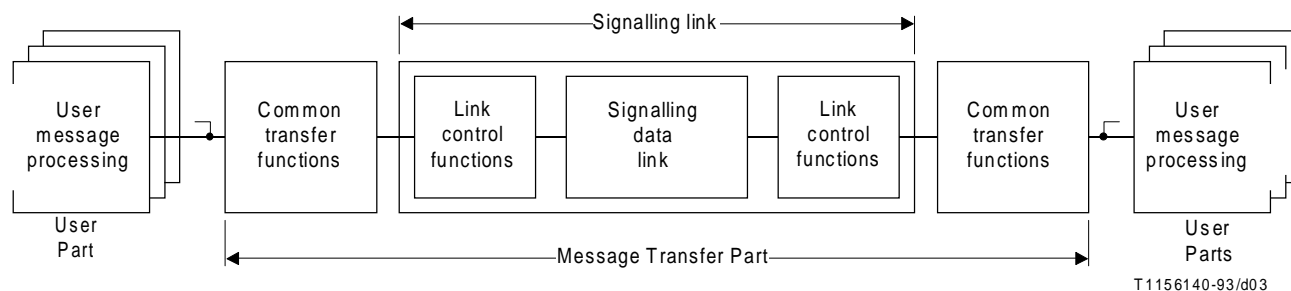 Signalling link
User
message
processing
Common
transfer
functions
Link
control
functions
Signalling
data
link
Link
control
functions
Common
transfer
functions
User
message
processing
User
Part
Message Transfer Part
User
Parts
T1156140-93/d03